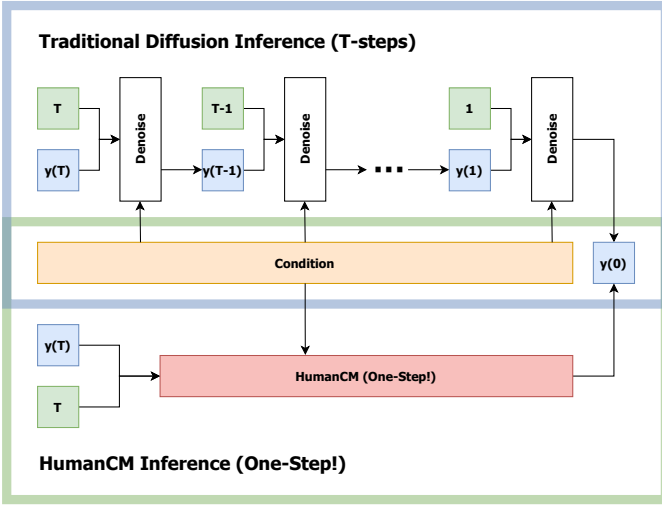 Traditional Diffusion Inference (T-steps)
T
T-1
1
Denoise
Denoise
Denoise
y(T)
y(T-1)
...
y(1)
Condition
y(0)
y(T)
HumanCM (One-Step!)
T
HumanCM Inference (One-Step!)